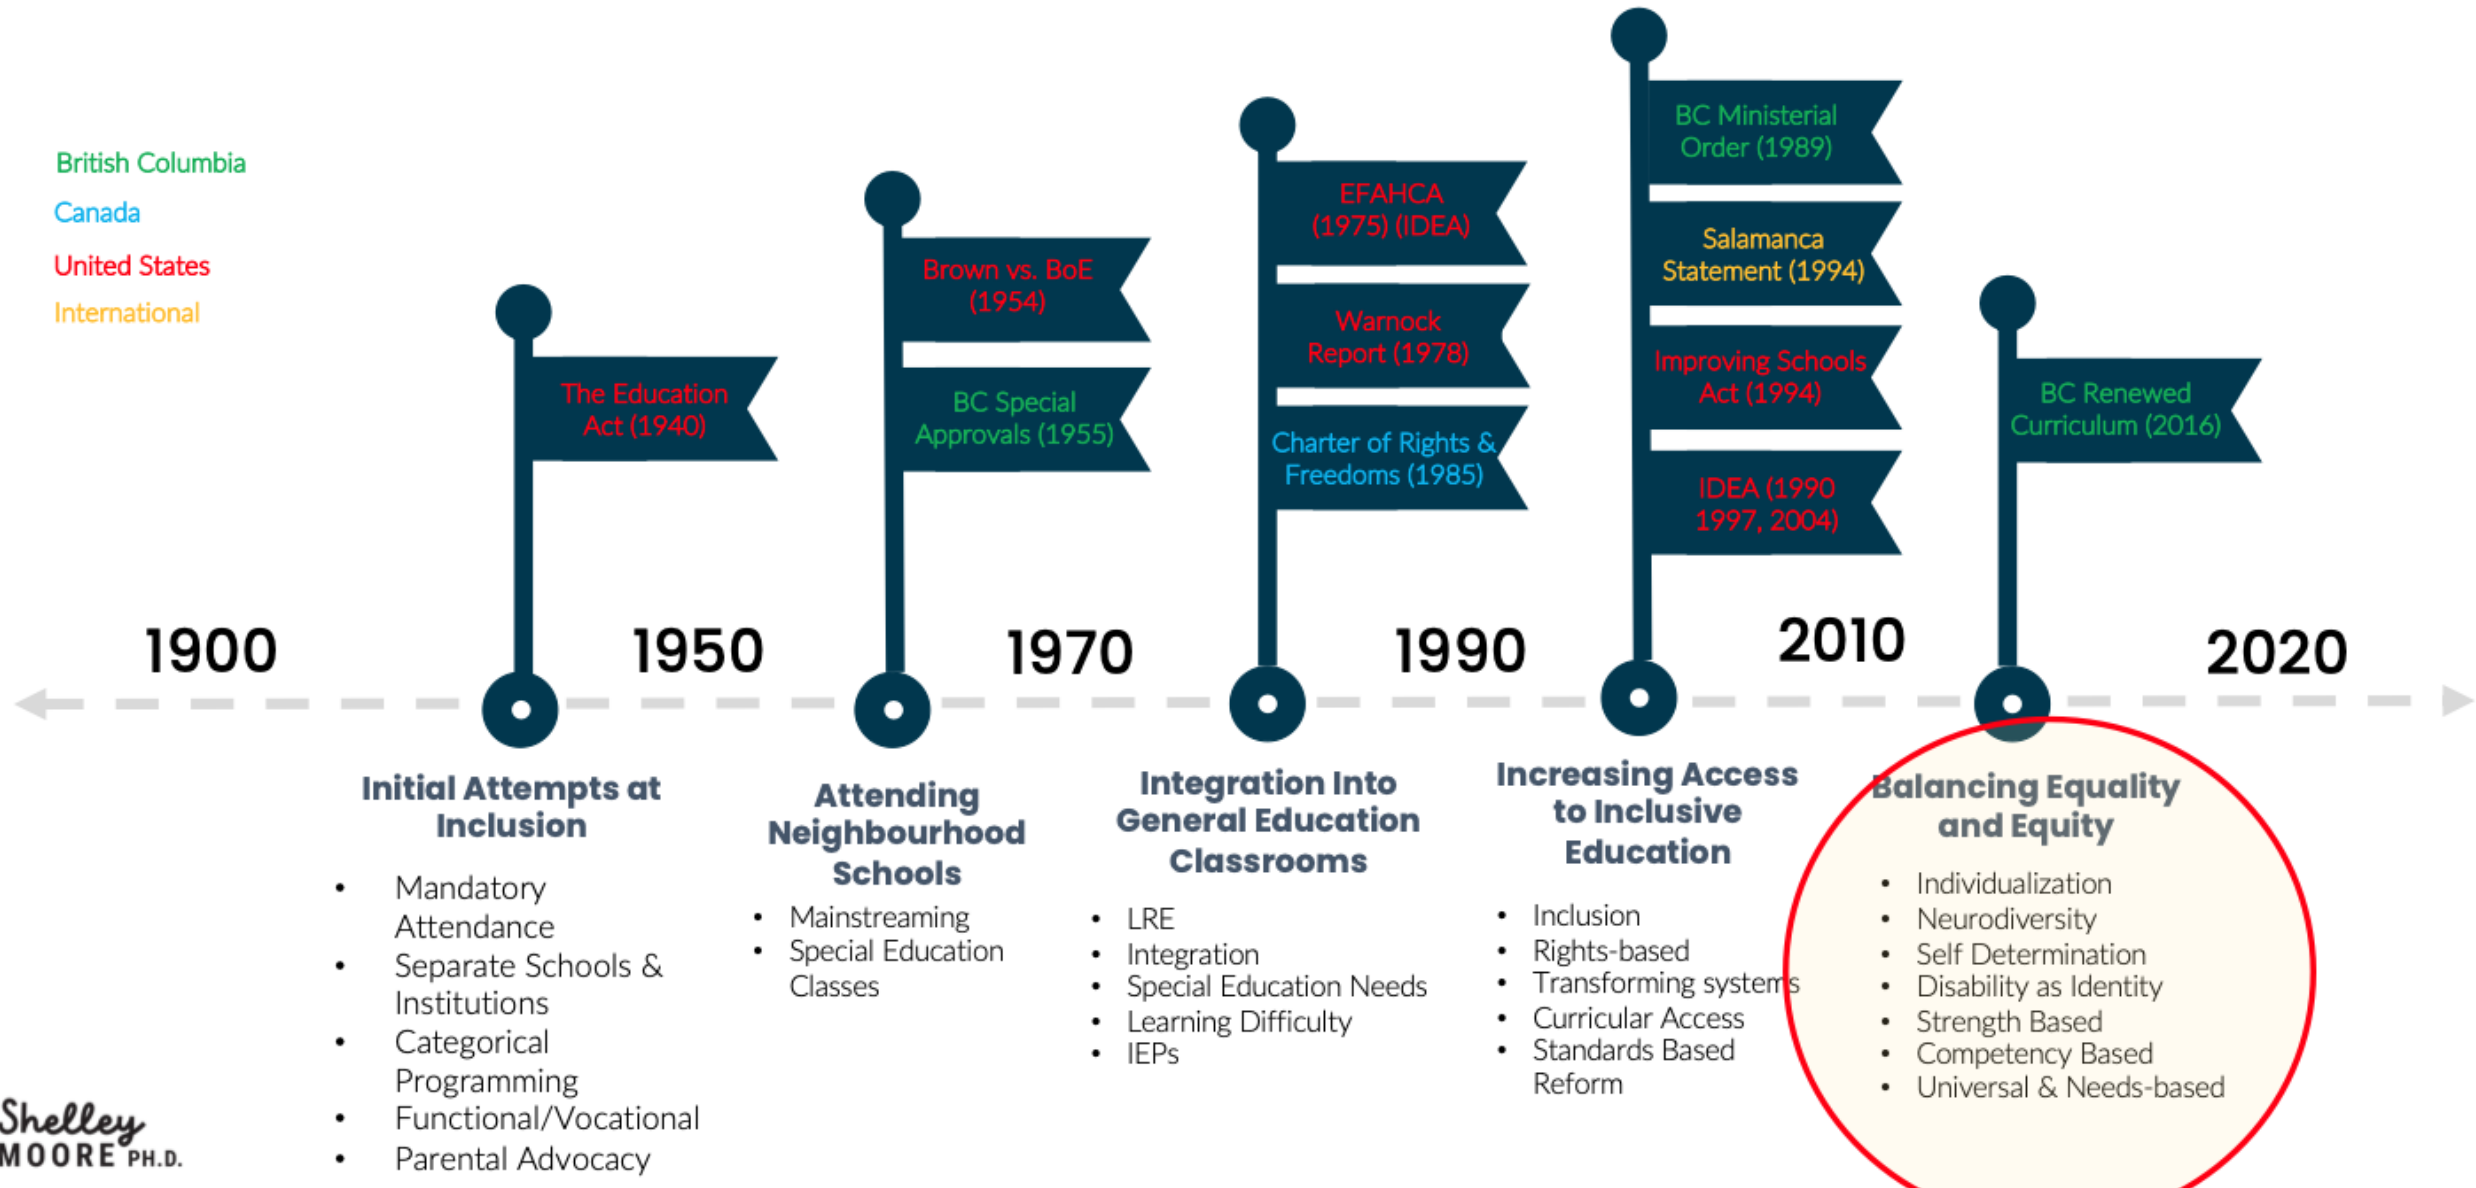 British Columbia
Canada
United States
International
The Education
Act (1940)
Brown vs. BoE
(1954)
BC Special
Approvals (1955)
EFAHCA
(1975) (IDEA)
Warnock
Report (1978)
Charter of Rights &
Freedoms (1985)
BC Ministerial
Order (1989)
Salamanca
Statement (1994)
Improving Schools
Act (1994)
IDEA (1990
1997, 2004)
BC Renewed
Curriculum (2016)
1900
1950
1970
1990
2010
2020
Initial Attempts at
Inclusion
• Mandatory
Attendance
• Separate Schools &
Institutions
• Categorical
Programming
• Functional/Vocational
• Parental Advocacy
Attending
Neighbourhood
Schools
• Mainstreaming
• Special Education
Classes
Integration Into
General Education
Classrooms
• LRE
• Integration
• Special Education Needs
• Learning Difficulty
• IEPs
Increasing Access
to Inclusive
Education
• Inclusion
• Rights-based
• Transforming systems
• Curricular Access
• Standards Based
Reform
Balancing Equality
and Equity
• Individualization
• Neurodiversity
• Self Determination
• Disability as Identity
• Strength Based
• Competency Based
• Universal & Needs-based
Shelley
MOORE PH.D.